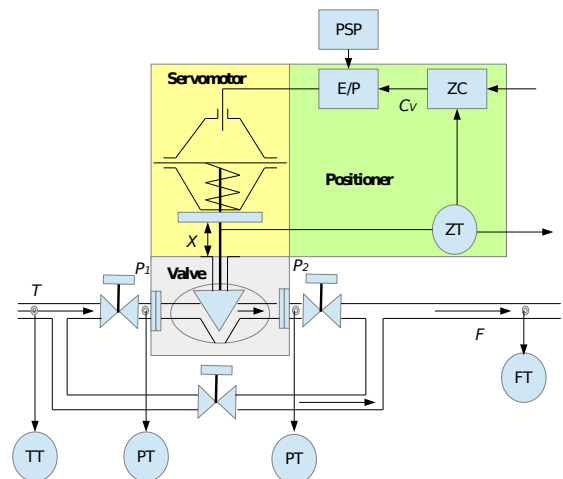 PSP
Servomotor
E/P
ZC
Cv
Positioner
ZT
X
Valve
P1
P2
T
F
FT
TT
PT
PT